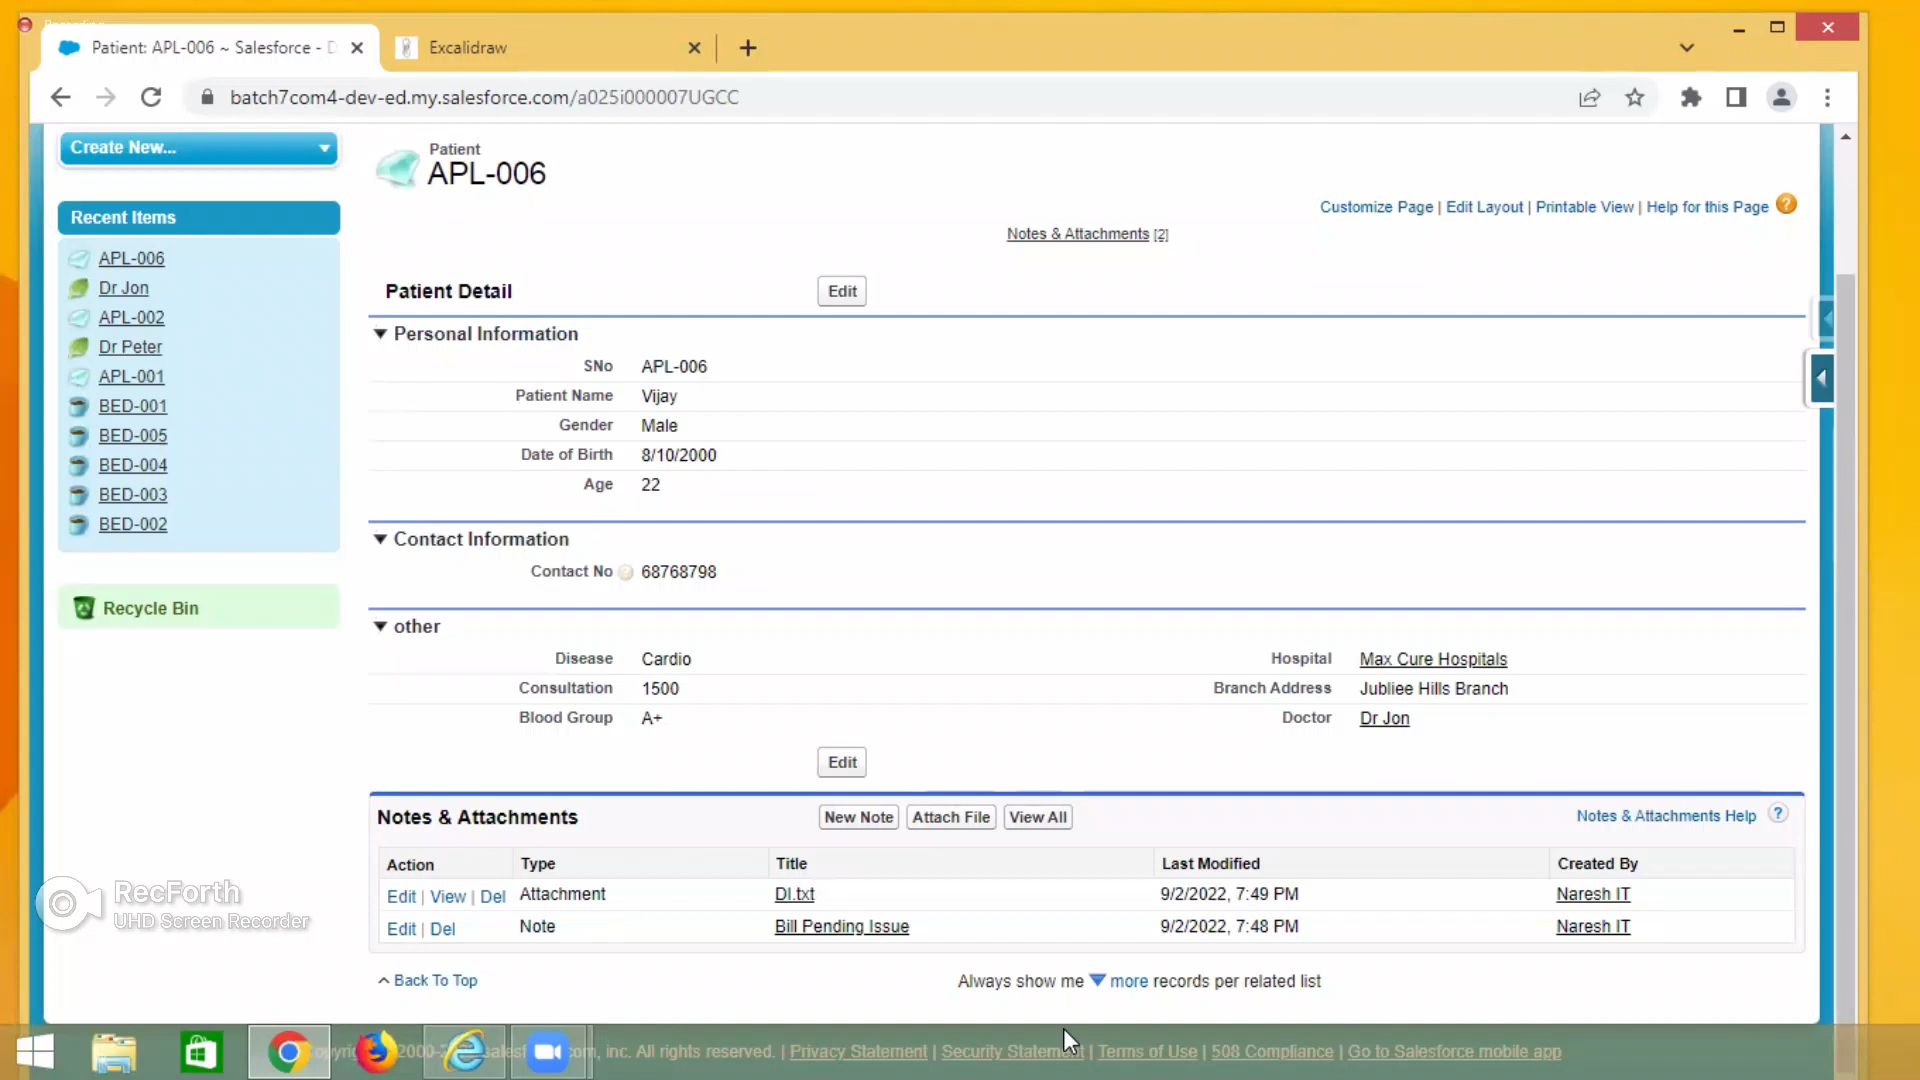 Recording...
Patient: APL-006 ~ Salesforce - D
Excalidraw
batch7com4-dev-ed.my.salesforce.com/a025i000007UGCC
Create New...
Patient
APL-006
Customize Page | Edit Layout | Printable View | Help for this Page ?
Notes & Attachments [2]
Recent Items
APL-006
Dr Jon
APL-002
Dr Peter
APL-001
BED-001
BED-005
BED-004
BED-003
BED-002
Recycle Bin
Patient Detail Edit
Personal Information
SNo APL-006
Patient Name Vijay
Gender Male
Date of Birth 8/10/2000
Age 22
Contact Information
Contact No 68768798
other
Disease Cardio Hospital Max Cure Hospitals
Consultation 1500 Branch Address Jubliee Hills Branch
Blood Group A+ Doctor Dr Jon
Edit
Notes & Attachments New Note Attach File View All Notes & Attachments Help ?
Action Type Title Last Modified Created By
Edit | View | Del Attachment DI.txt 9/2/2022, 7:49 PM Naresh IT
Edit | Del Note Bill Pending Issue 9/2/2022, 7:48 PM Naresh IT
Back To Top Always show me more records per related list
RecForth
UHD Screen Recorder
2000-2 sales com, inc. All rights reserved. | Privacy Statement | Security Statement | Terms of Use | 508 Compliance | Go to Salesforce mobile app